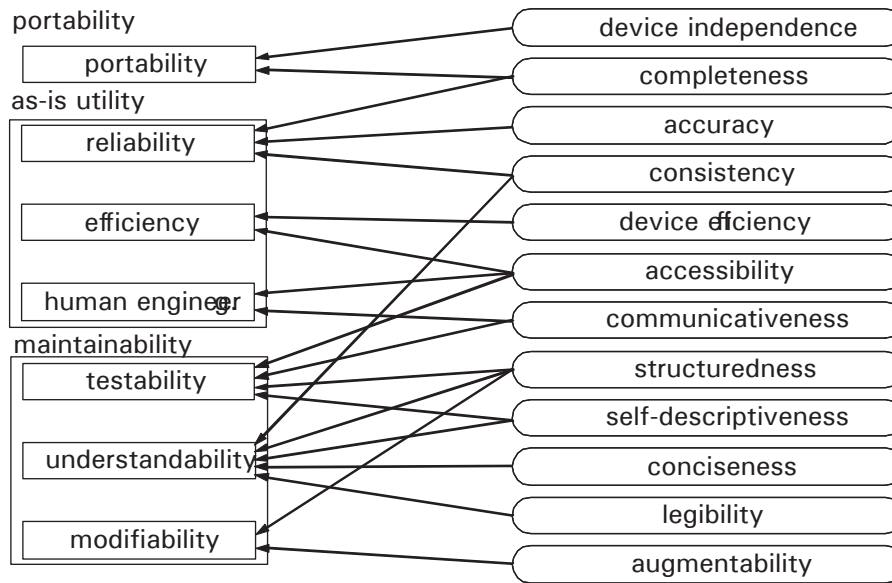 portability
portability
as-is utility
reliability
efficiency
human engineer.
maintainability
testability
understandability
modifiability
device independence
completeness
accuracy
consistency
device efficiency
accessibility
communicativeness
structuredness
self-descriptiveness
conciseness
legibility
augmentability